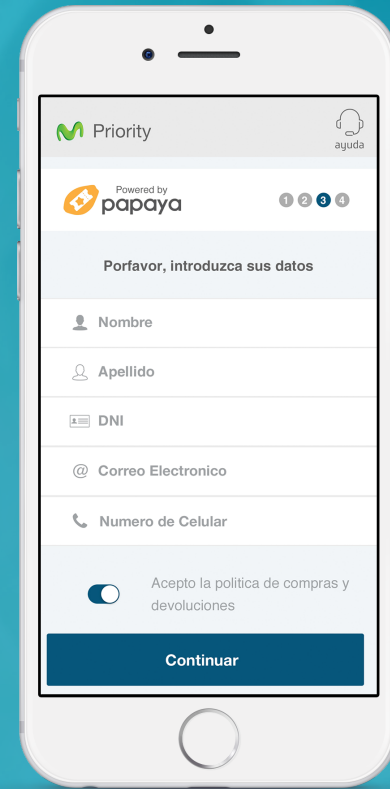 Priority
ayuda
Powered by
papaya
1 2 3 4
Porfavor, introduzca sus datos
Nombre
Apellido
DNI
@ Correo Electronico
Numero de Celular
Acepto la politica de compras y
devoluciones
Continuar